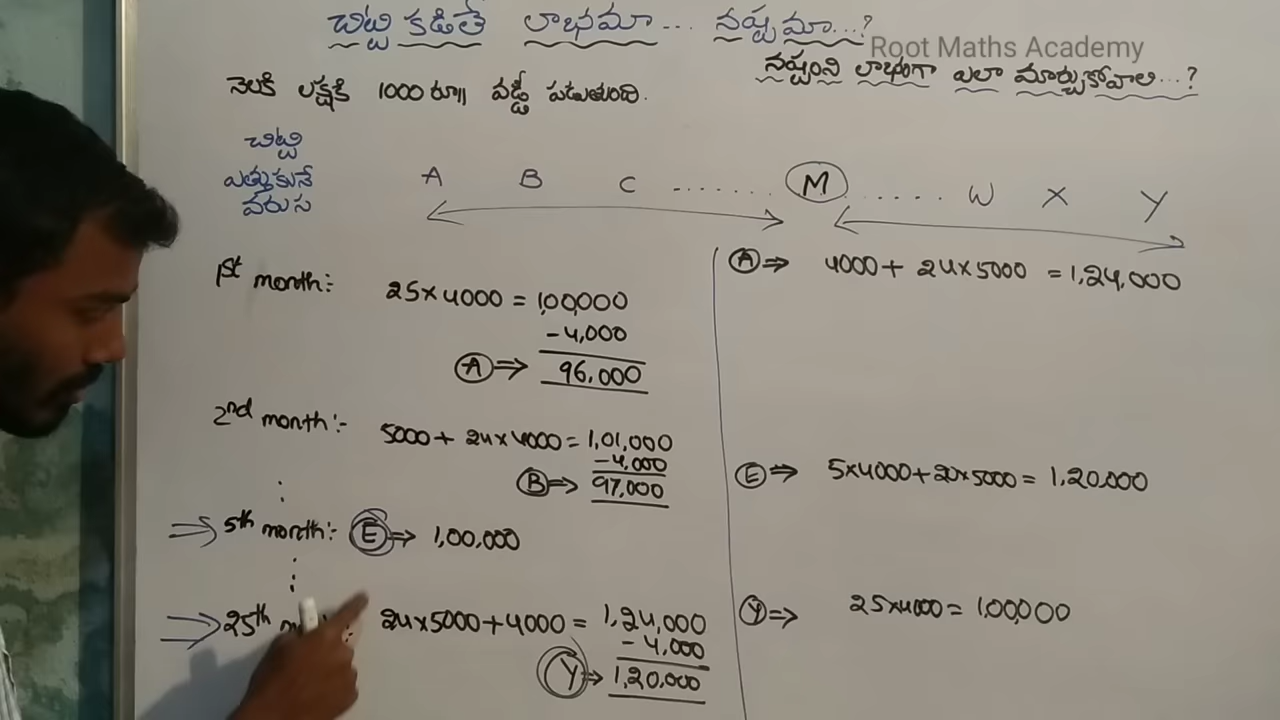 చిట్టి కడితే లాభమా... నష్టమా...?
Root Maths Academy
నష్టంని లాభంగా ఎలా మార్చుకోవాలి...?
నెలకి లక్షకి 1000 రూ॥ వడ్డీ పడుతుంది.
చిట్టి
ఎత్తుకునే
వరుస
A B C ....... M ...... W X Y
1st month:
25×4000 = 1,00,000
-4,000
A ⇒ 96,000
2nd month:-
5000 + 24×4000 = 1,01,000
-4,000
B ⇒ 97,000
⇒ 5th month:- E ⇒ 1,00,000
⇒ 25th
24×5000+4000 = 1,24,000
-4,000
Y ⇒ 1,20,000
A ⇒ 4000 + 24×5000 = 1,24,000
E ⇒ 5×4000+20×5000 = 1,20,000
Y ⇒ 25×4000 = 1,00,000